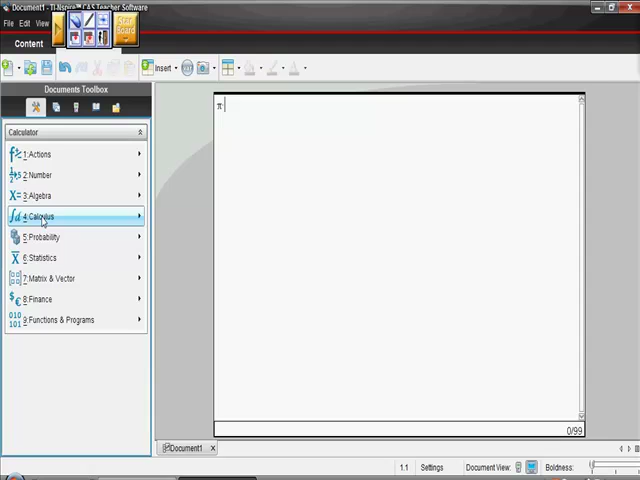 Document1 - TI-Nspire™ CAS Teacher Software
File Edit
Star
Board
Content
Insert
Documents Toolbox
Calculator
1:Actions
2:Number
3:Algebra
4:Calculus
5:Probability
6:Statistics
7:Matrix & Vector
8:Finance
9:Functions & Programs
π
0/99
Document1
1.1 Settings Document View: Boldness: